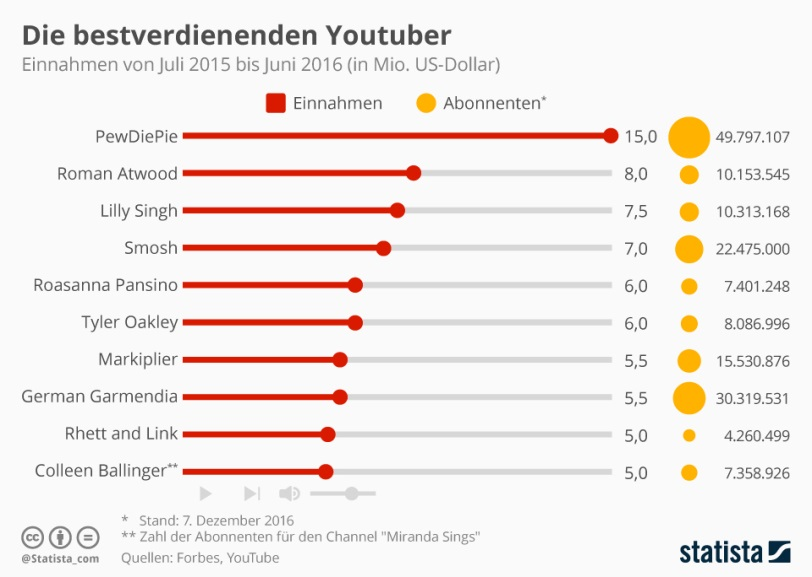 Die bestverdienenden Youtuber
Einnahmen von Juli 2015 bis Juni 2016 (in Mio. US-Dollar)
Einnahmen Abonnenten*
PewDiePie 15,0 49.797.107
Roman Atwood 8,0 10.153.545
Lilly Singh 7,5 10.313.168
Smosh 7,0 22.475.000
Roasanna Pansino 6,0 7.401.248
Tyler Oakley 6,0 8.086.996
Markiplier 5,5 15.530.876
German Garmendia 5,5 30.319.531
Rhett and Link 5,0 4.260.499
Colleen Ballinger** 5,0 7.358.926
* Stand: 7. Dezember 2016
** Zahl der Abonnenten für den Channel "Miranda Sings"
Quellen: Forbes, YouTube
cc
@Statista_com
statista